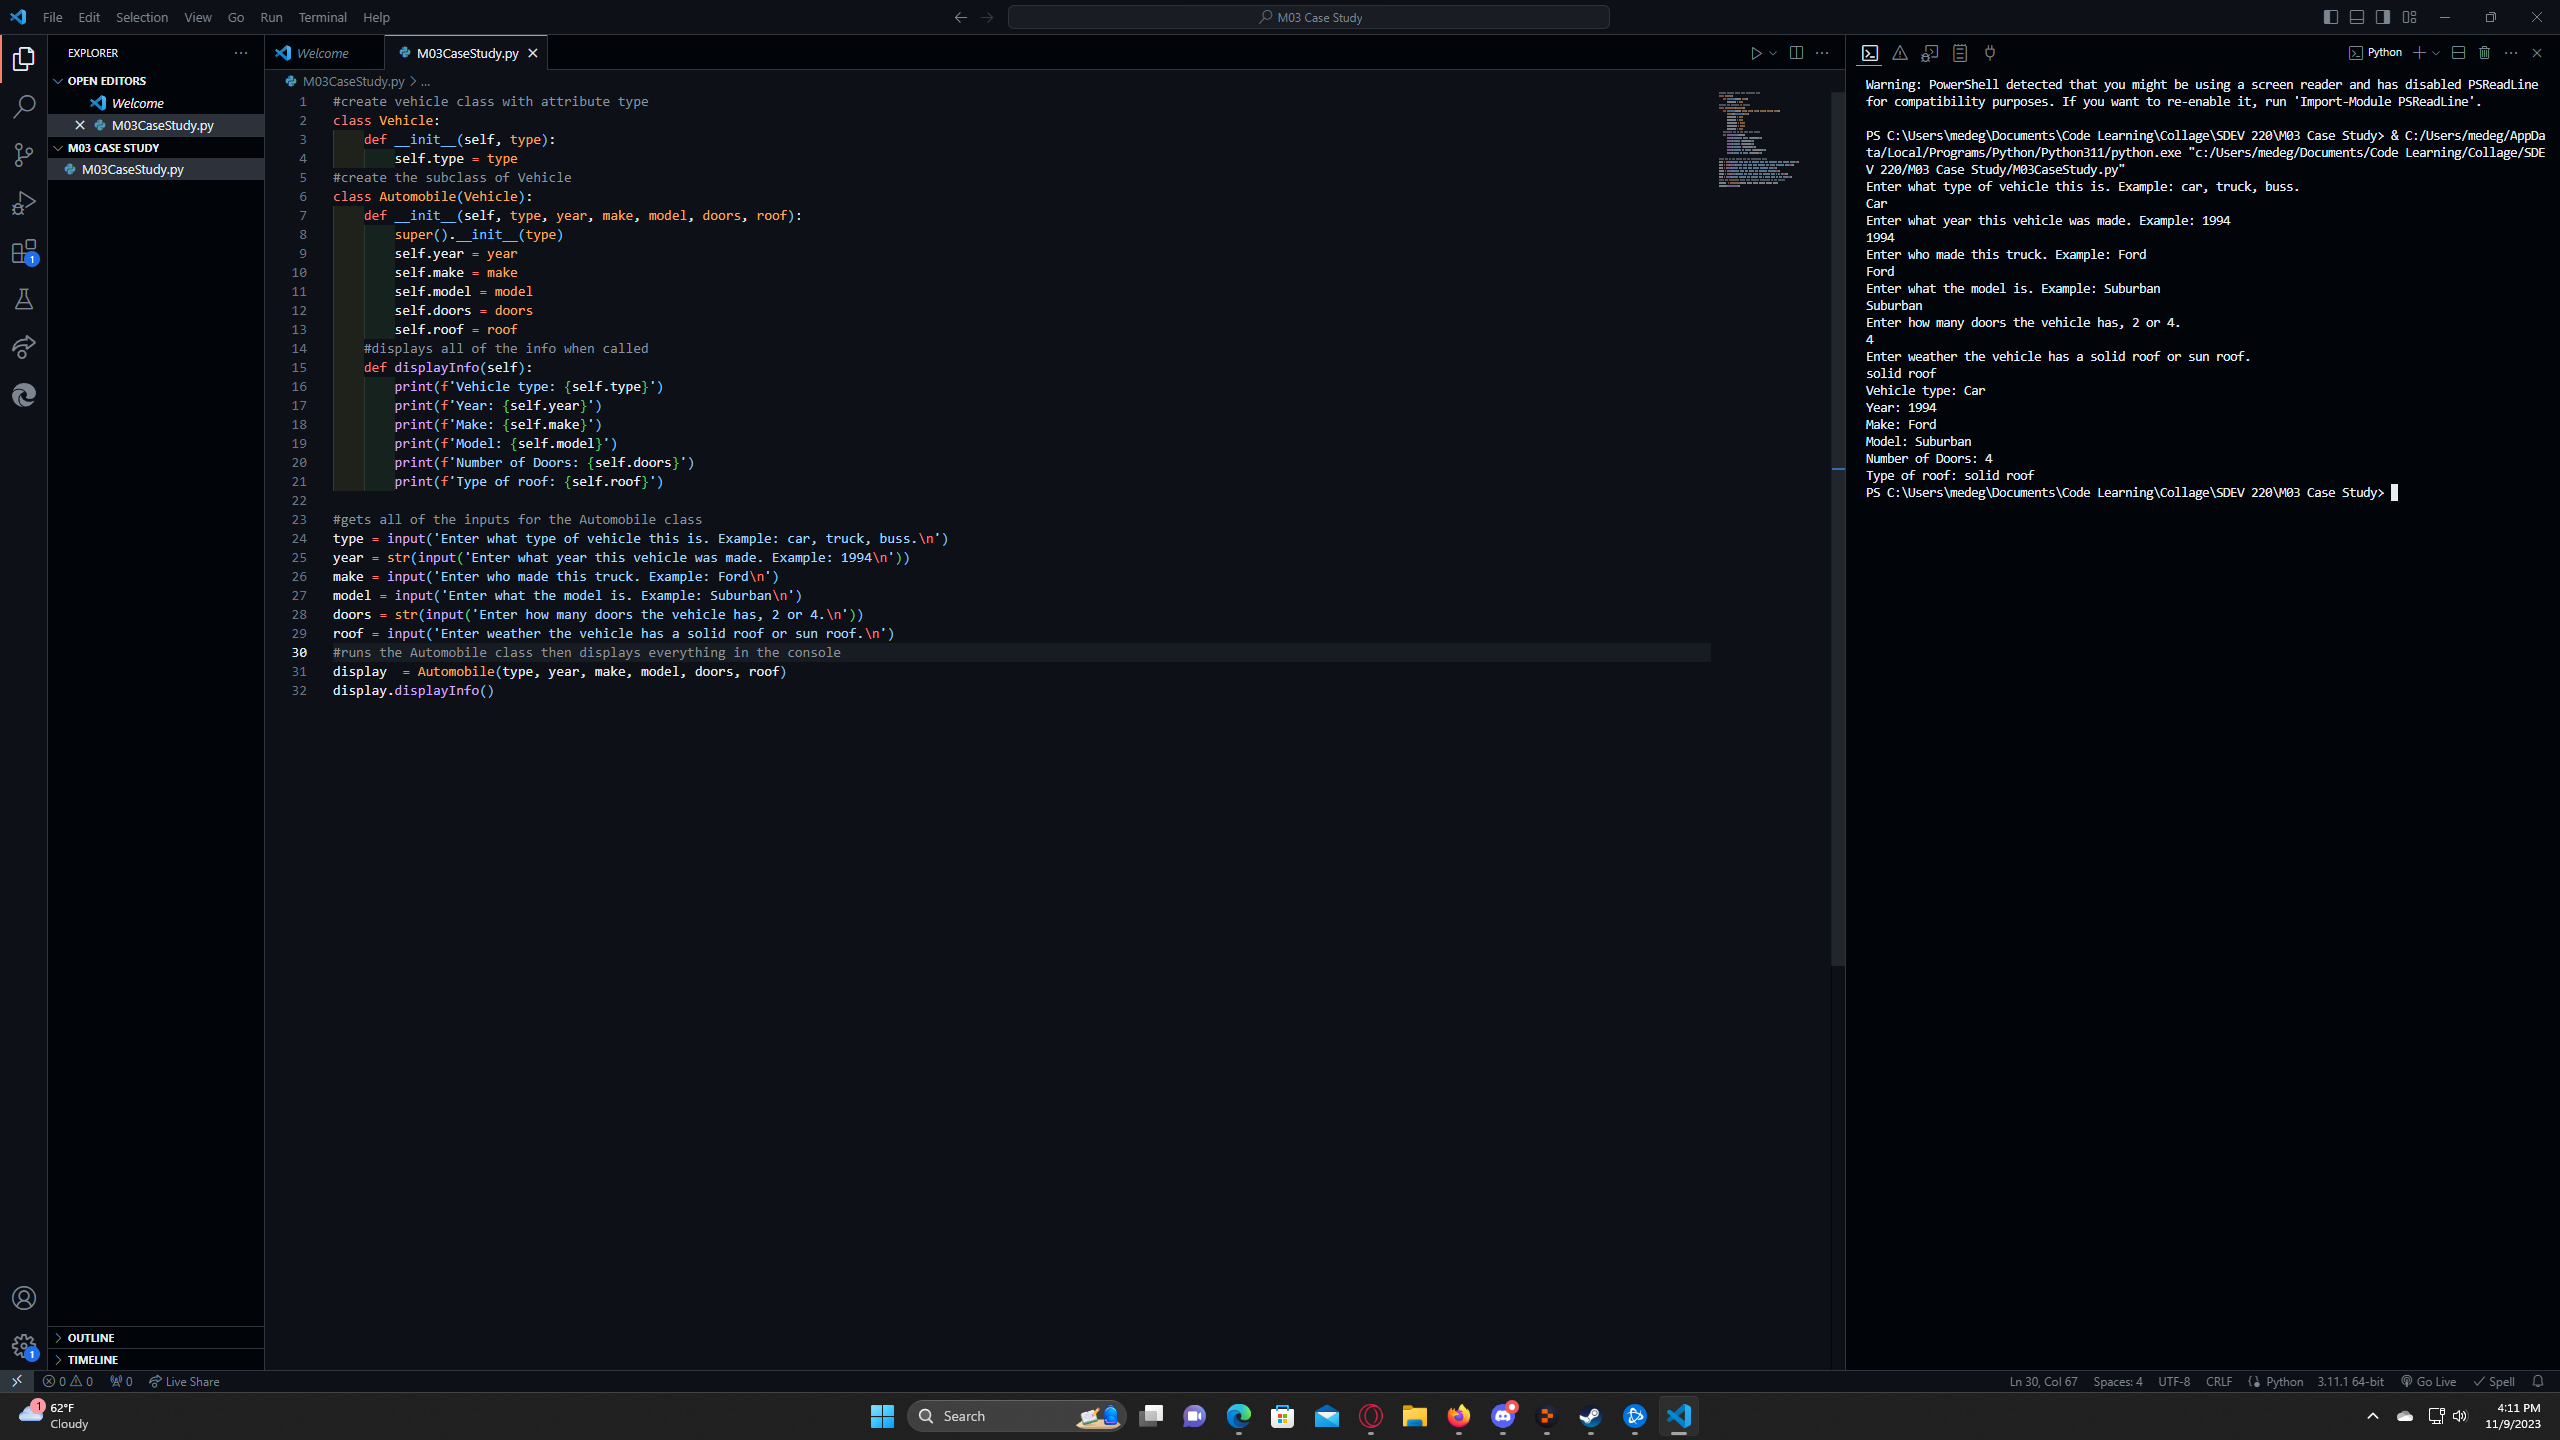 File Edit Selection View Go Run Terminal Help
M03 Case Study
EXPLORER
OPEN EDITORS
Welcome
M03CaseStudy.py
M03 CASE STUDY
M03CaseStudy.py
1
OUTLINE
TIMELINE
1
Welcome M03CaseStudy.py
M03CaseStudy.py > ...
1 #create vehicle class with attribute type
2 class Vehicle:
3 def __init__(self, type):
4 self.type = type
5 #create the subclass of Vehicle
6 class Automobile(Vehicle):
7 def __init__(self, type, year, make, model, doors, roof):
8 super().__init__(type)
9 self.year = year
10 self.make = make
11 self.model = model
12 self.doors = doors
13 self.roof = roof
14 #displays all of the info when called
15 def displayInfo(self):
16 print(f'Vehicle type: {self.type}')
17 print(f'Year: {self.year}')
18 print(f'Make: {self.make}')
19 print(f'Model: {self.model}')
20 print(f'Number of Doors: {self.doors}')
21 print(f'Type of roof: {self.roof}')
22
23 #gets all of the inputs for the Automobile class
24 type = input('Enter what type of vehicle this is. Example: car, truck, buss.\n')
25 year = str(input('Enter what year this vehicle was made. Example: 1994\n'))
26 make = input('Enter who made this truck. Example: Ford\n')
27 model = input('Enter what the model is. Example: Suburban\n')
28 doors = str(input('Enter how many doors the vehicle has, 2 or 4.\n'))
29 roof = input('Enter weather the vehicle has a solid roof or sun roof.\n')
30 #runs the Automobile class then displays everything in the console
31 display  = Automobile(type, year, make, model, doors, roof)
32 display.displayInfo()
Python
Warning: PowerShell detected that you might be using a screen reader and has disabled PSReadLine
for compatibility purposes. If you want to re-enable it, run 'Import-Module PSReadLine'.
PS C:\Users\medeg\Documents\Code Learning\Collage\SDEV 220\M03 Case Study> & C:/Users/medeg/AppDa
ta/Local/Programs/Python/Python311/python.exe "c:/Users/medeg/Documents/Code Learning/Collage/SDE
V 220/M03 Case Study/M03CaseStudy.py"
Enter what type of vehicle this is. Example: car, truck, buss.
Car
Enter what year this vehicle was made. Example: 1994
1994
Enter who made this truck. Example: Ford
Ford
Enter what the model is. Example: Suburban
Suburban
Enter how many doors the vehicle has, 2 or 4.
4
Enter weather the vehicle has a solid roof or sun roof.
solid roof
Vehicle type: Car
Year: 1994
Make: Ford
Model: Suburban
Number of Doors: 4
Type of roof: solid roof
PS C:\Users\medeg\Documents\Code Learning\Collage\SDEV 220\M03 Case Study>
0 0 0 Live Share Ln 30, Col 67 Spaces: 4 UTF-8 CRLF Python 3.11.1 64-bit Go Live Spell
1
62°F
Cloudy
Search
4:11 PM
11/9/2023